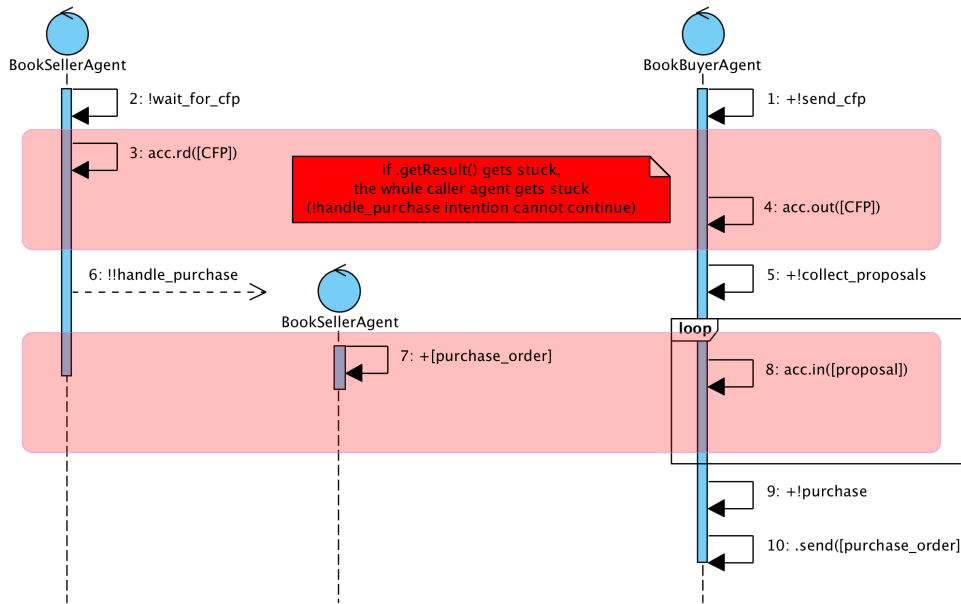 BookSellerAgent
BookBuyerAgent
2: !wait_for_cfp
1: +!send_cfp
3: acc.rd([CFP])
if .getResult() gets stuck,
the whole caller agent gets stuck
(!handle_purchase intention cannot continue)
4: acc.out([CFP])
6: !!handle_purchase
5: +!collect_proposals
BookSellerAgent
loop
7: +[purchase_order]
8: acc.in([proposal])
9: +!purchase
10: .send([purchase_order]